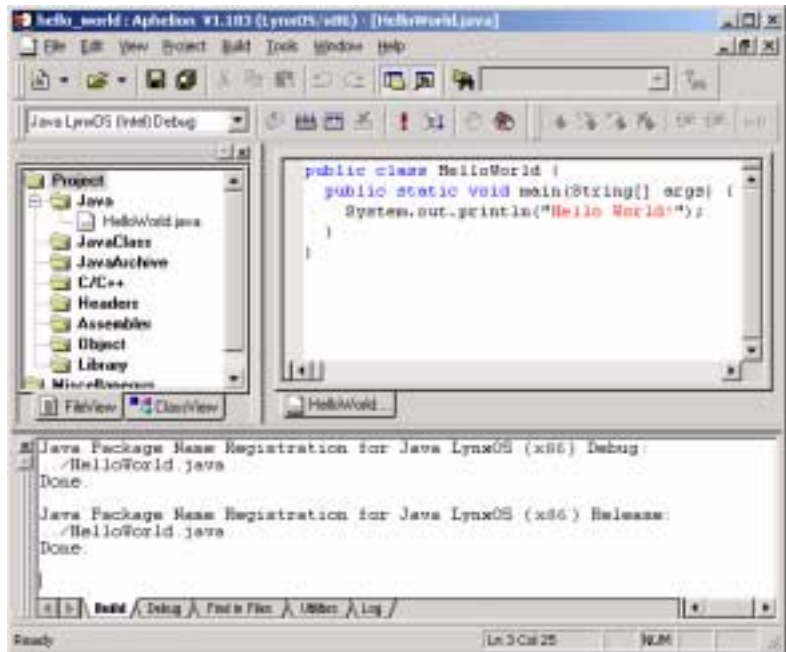 hello_world : Aphelion V1.103 (LynxOS/x86) - [HelloWorld.java]
File Edit View Project Build Tools Window Help
Java LynxOS (Intel) Debug
Project
Java
HelloWorld.java
JavaClass
JavaArchive
C/C++
Headers
Assembler
Object
Library
Miscellaneous
FileView ClassView
public class HelloWorld {
public static void main(String[] args) {
System.out.println("Hello World!");
}
}
HelloWorld...
Java Package Name Registration for Java LynxOS (x86) Debug:
./HelloWorld.java
Done.
Java Package Name Registration for Java LynxOS (x86) Release:
./HelloWorld.java
Done.
Build Debug Find in Files Utilities Log
Ready Ln 3 Col 25 NUM